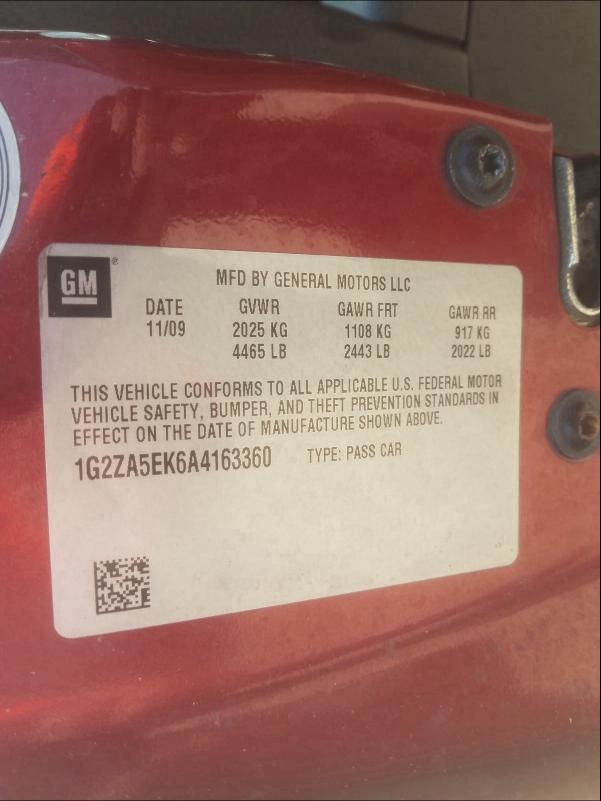 GM ®
MFD BY GENERAL MOTORS LLC
DATE GVWR GAWR FRT GAWR RR
11/09 2025 KG 1108 KG 917 KG
4465 LB 2443 LB 2022 LB
THIS VEHICLE CONFORMS TO ALL APPLICABLE U.S. FEDERAL MOTOR
VEHICLE SAFETY, BUMPER, AND THEFT PREVENTION STANDARDS IN
EFFECT ON THE DATE OF MANUFACTURE SHOWN ABOVE.
1G2ZA5EK6A4163360 TYPE: PASS CAR